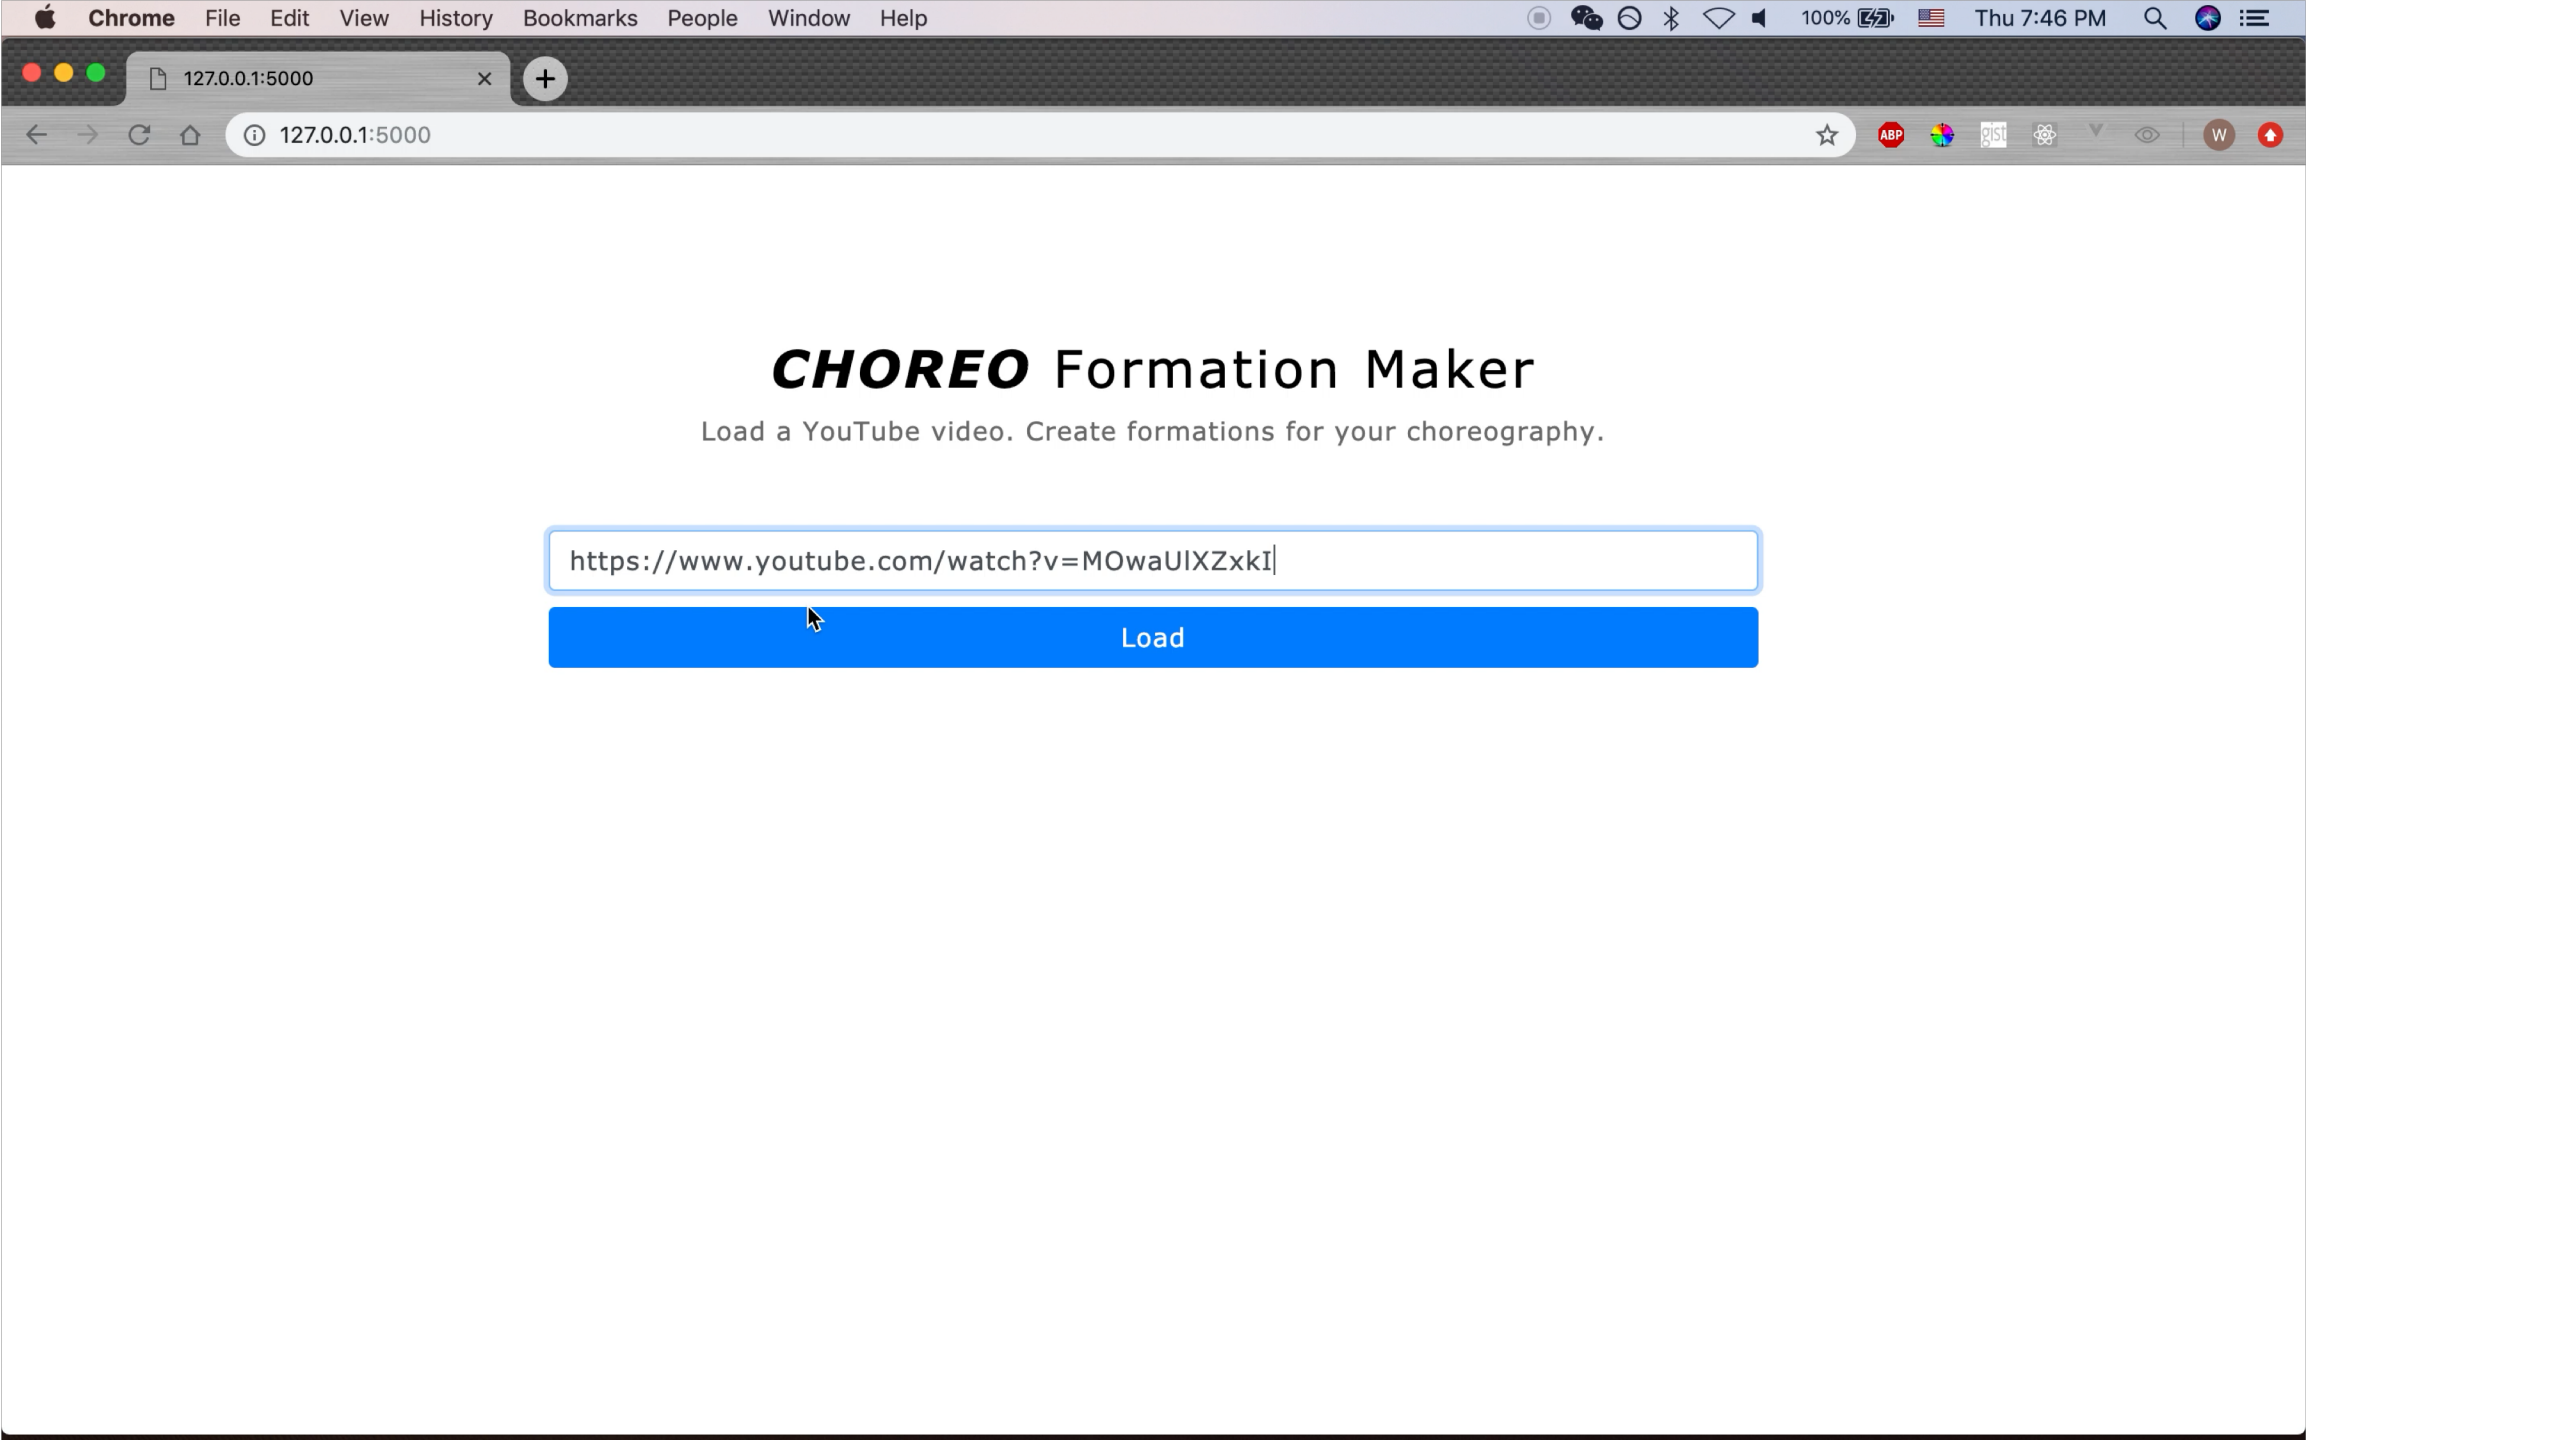 Chrome File Edit View History Bookmarks People Window Help 100% Thu 7:46 PM
127.0.0.1:5000
127.0.0.1:5000 ABP gist W
CHOREO Formation Maker
Load a YouTube video. Create formations for your choreography.
https://www.youtube.com/watch?v=MOwaUlXZxkI
Load